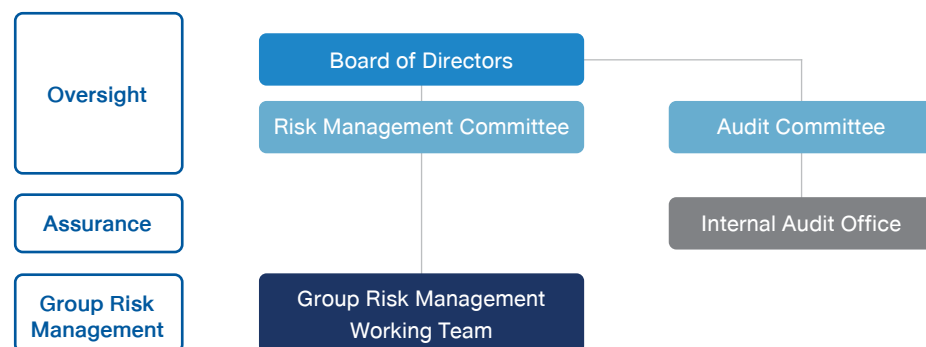 Oversight
Board of Directors
Risk Management Committee
Audit Committee
Assurance
Internal Audit Office
Group Risk
Management
Group Risk Management
Working Team